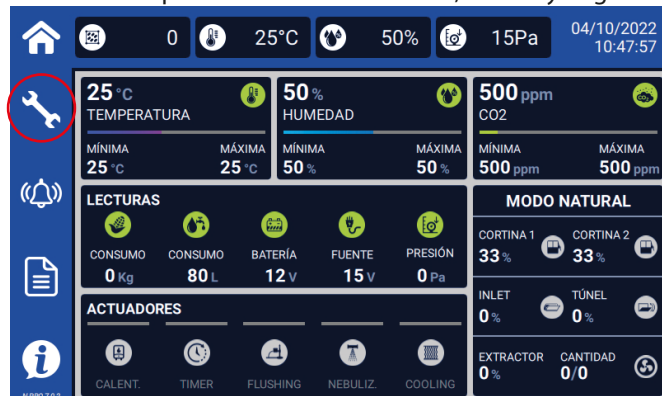 0 25°C 50% 15Pa 04/10/2022
10:47:57
25 °C
TEMPERATURA
MÍNIMA MÁXIMA
25 °C 25 °C
50 %
HUMEDAD
MÍNIMA MÁXIMA
50 % 50 %
500 ppm
CO2
MÍNIMA MÁXIMA
500 ppm 500 ppm
LECTURAS
CONSUMO CONSUMO BATERÍA FUENTE PRESIÓN
0 Kg 80 L 12 V 15 V 0 Pa
ACTUADORES
CALENT. TIMER FLUSHING NEBULIZ. COOLING
MODO NATURAL
CORTINA 1 CORTINA 2
33 % 33 %
INLET TÚNEL
0 % 0 %
EXTRACTOR CANTIDAD
0 % 0/0